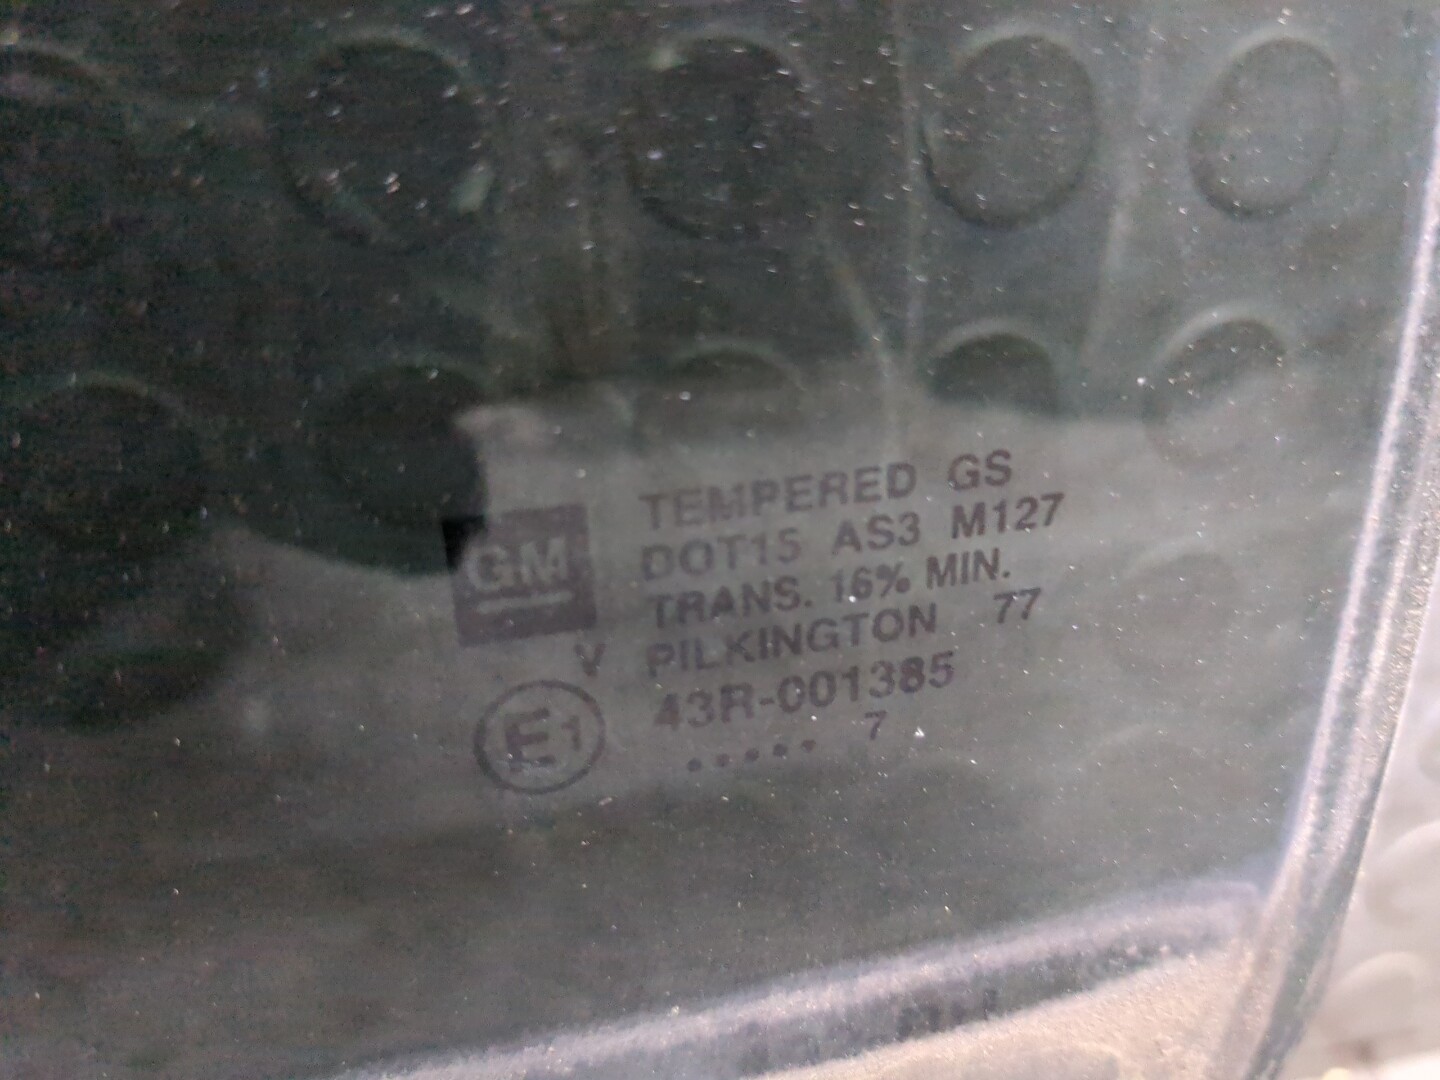 GM
TEMPERED GS
DOT15 AS3 M127
TRANS. 16% MIN.
V PILKINGTON 77
E1 43R-001385
..... 7